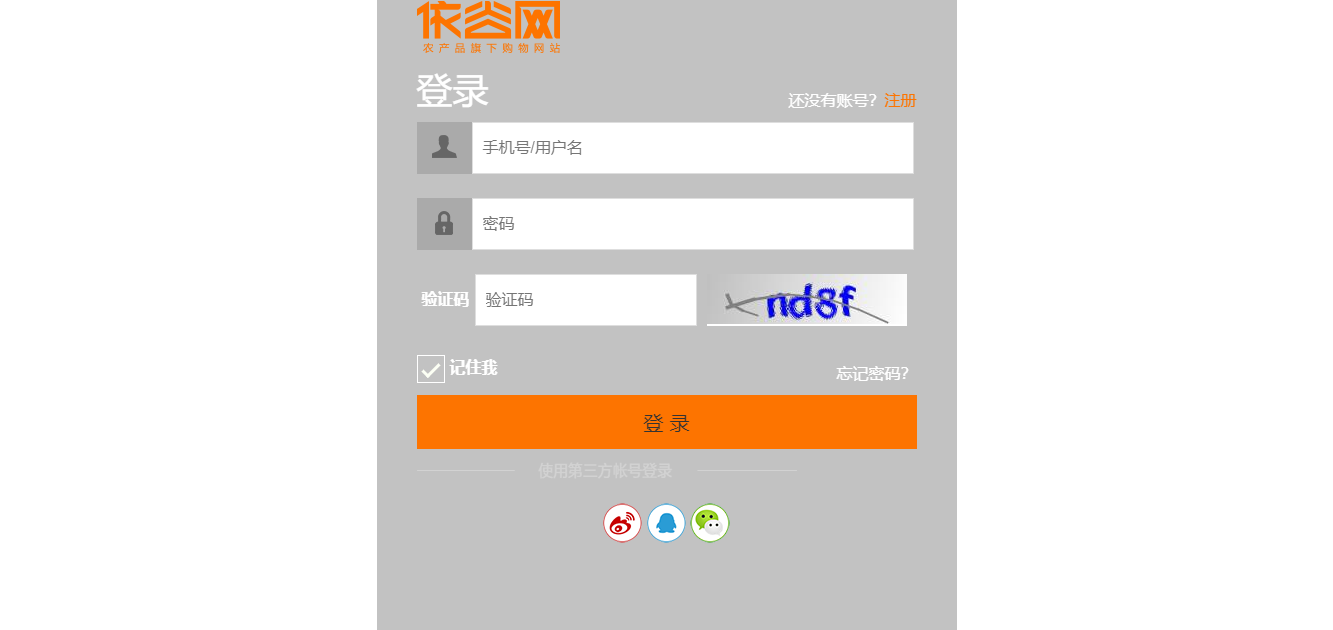 依谷网
农产品旗下购物网站
登录
还没有账号？注册
手机号/用户名
密码
验证码 验证码 nd8f
记住我 忘记密码？
登 录
使用第三方帐号登录